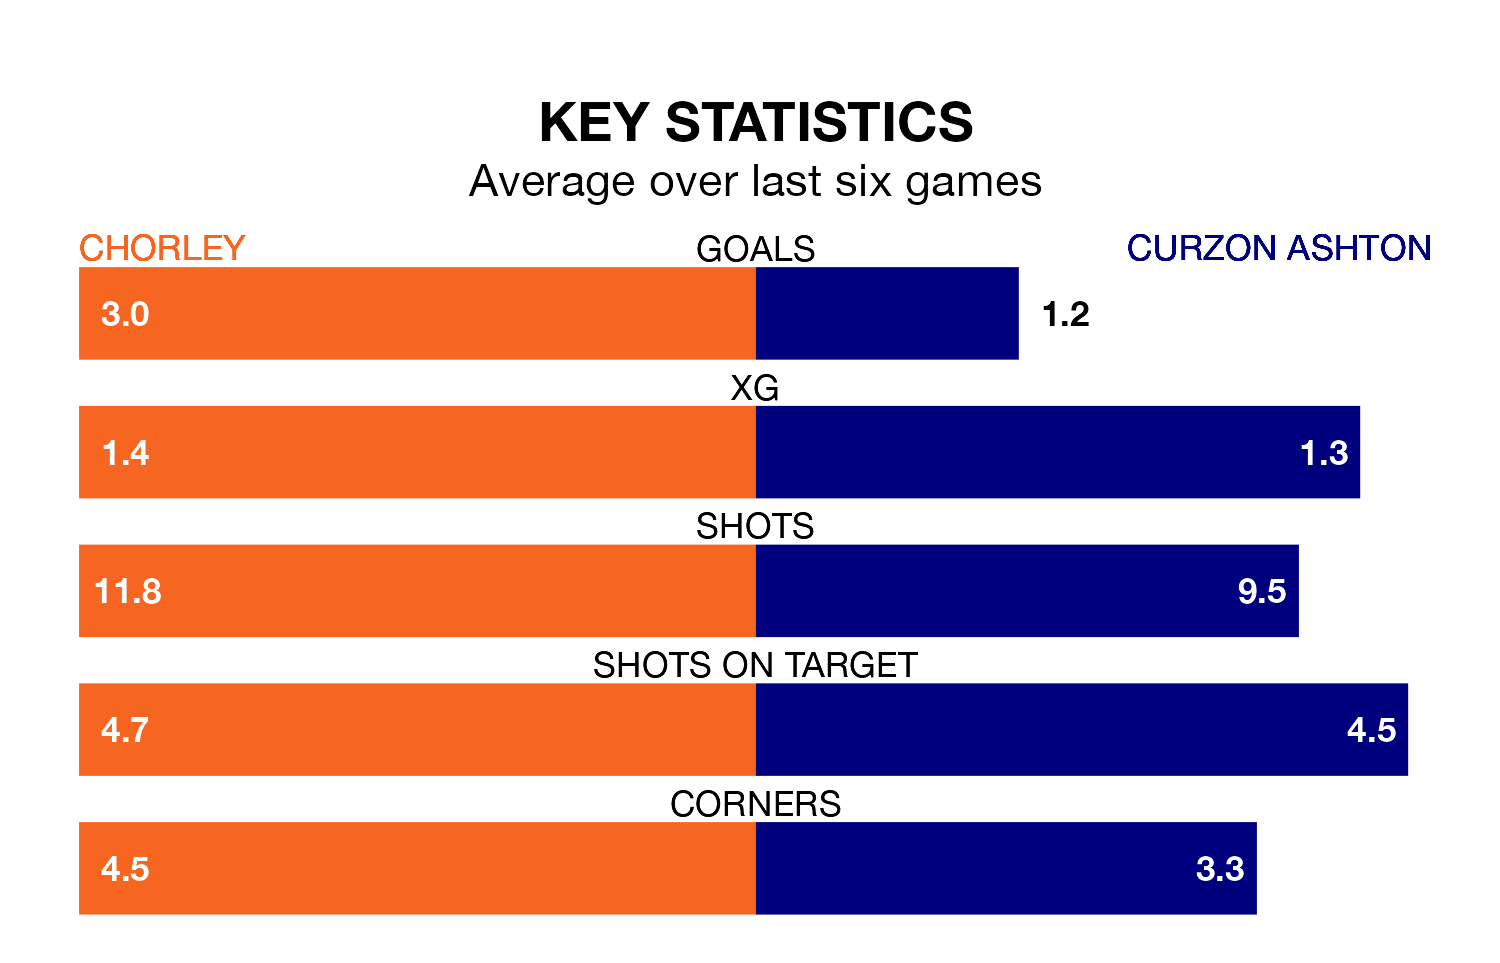 KEY STATISTICS
Average over last six games
CHORLEY GOALS CURZON ASHTON
3.0 1.2
XG
1.4 1.3
SHOTS
11.8 9.5
SHOTS ON TARGET
4.7 4.5
CORNERS
4.5 3.3